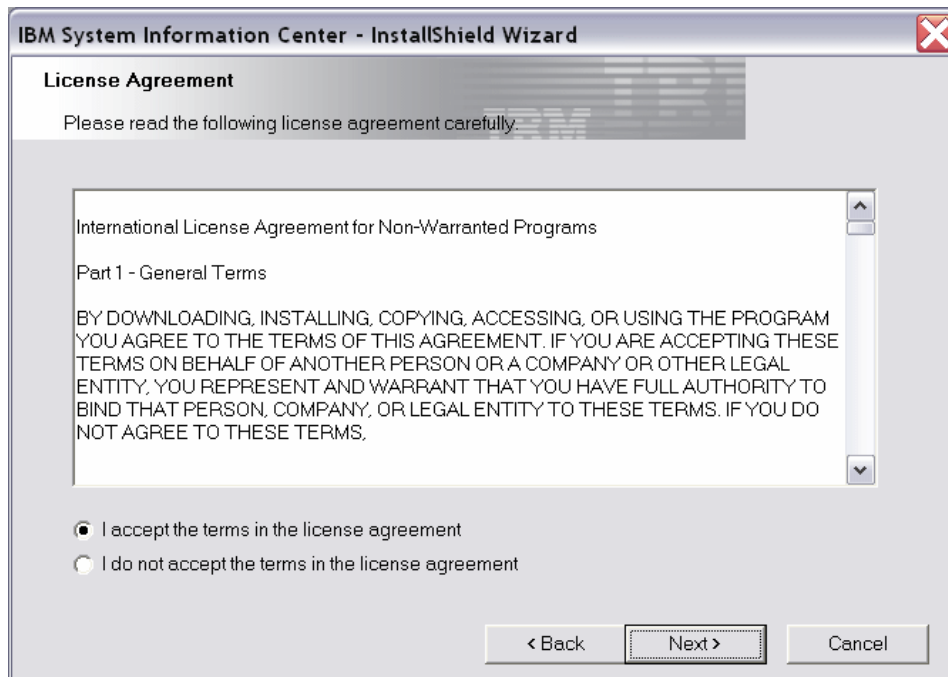 IBM System Information Center - InstallShield Wizard
License Agreement
Please read the following license agreement carefully.
IBM
International License Agreement for Non-Warranted Programs
Part 1 - General Terms
BY DOWNLOADING, INSTALLING, COPYING, ACCESSING, OR USING THE PROGRAM
YOU AGREE TO THE TERMS OF THIS AGREEMENT. IF YOU ARE ACCEPTING THESE
TERMS ON BEHALF OF ANOTHER PERSON OR A COMPANY OR OTHER LEGAL
ENTITY, YOU REPRESENT AND WARRANT THAT YOU HAVE FULL AUTHORITY TO
BIND THAT PERSON, COMPANY, OR LEGAL ENTITY TO THESE TERMS. IF YOU DO
NOT AGREE TO THESE TERMS,
I accept the terms in the license agreement
I do not accept the terms in the license agreement
< Back Next > Cancel